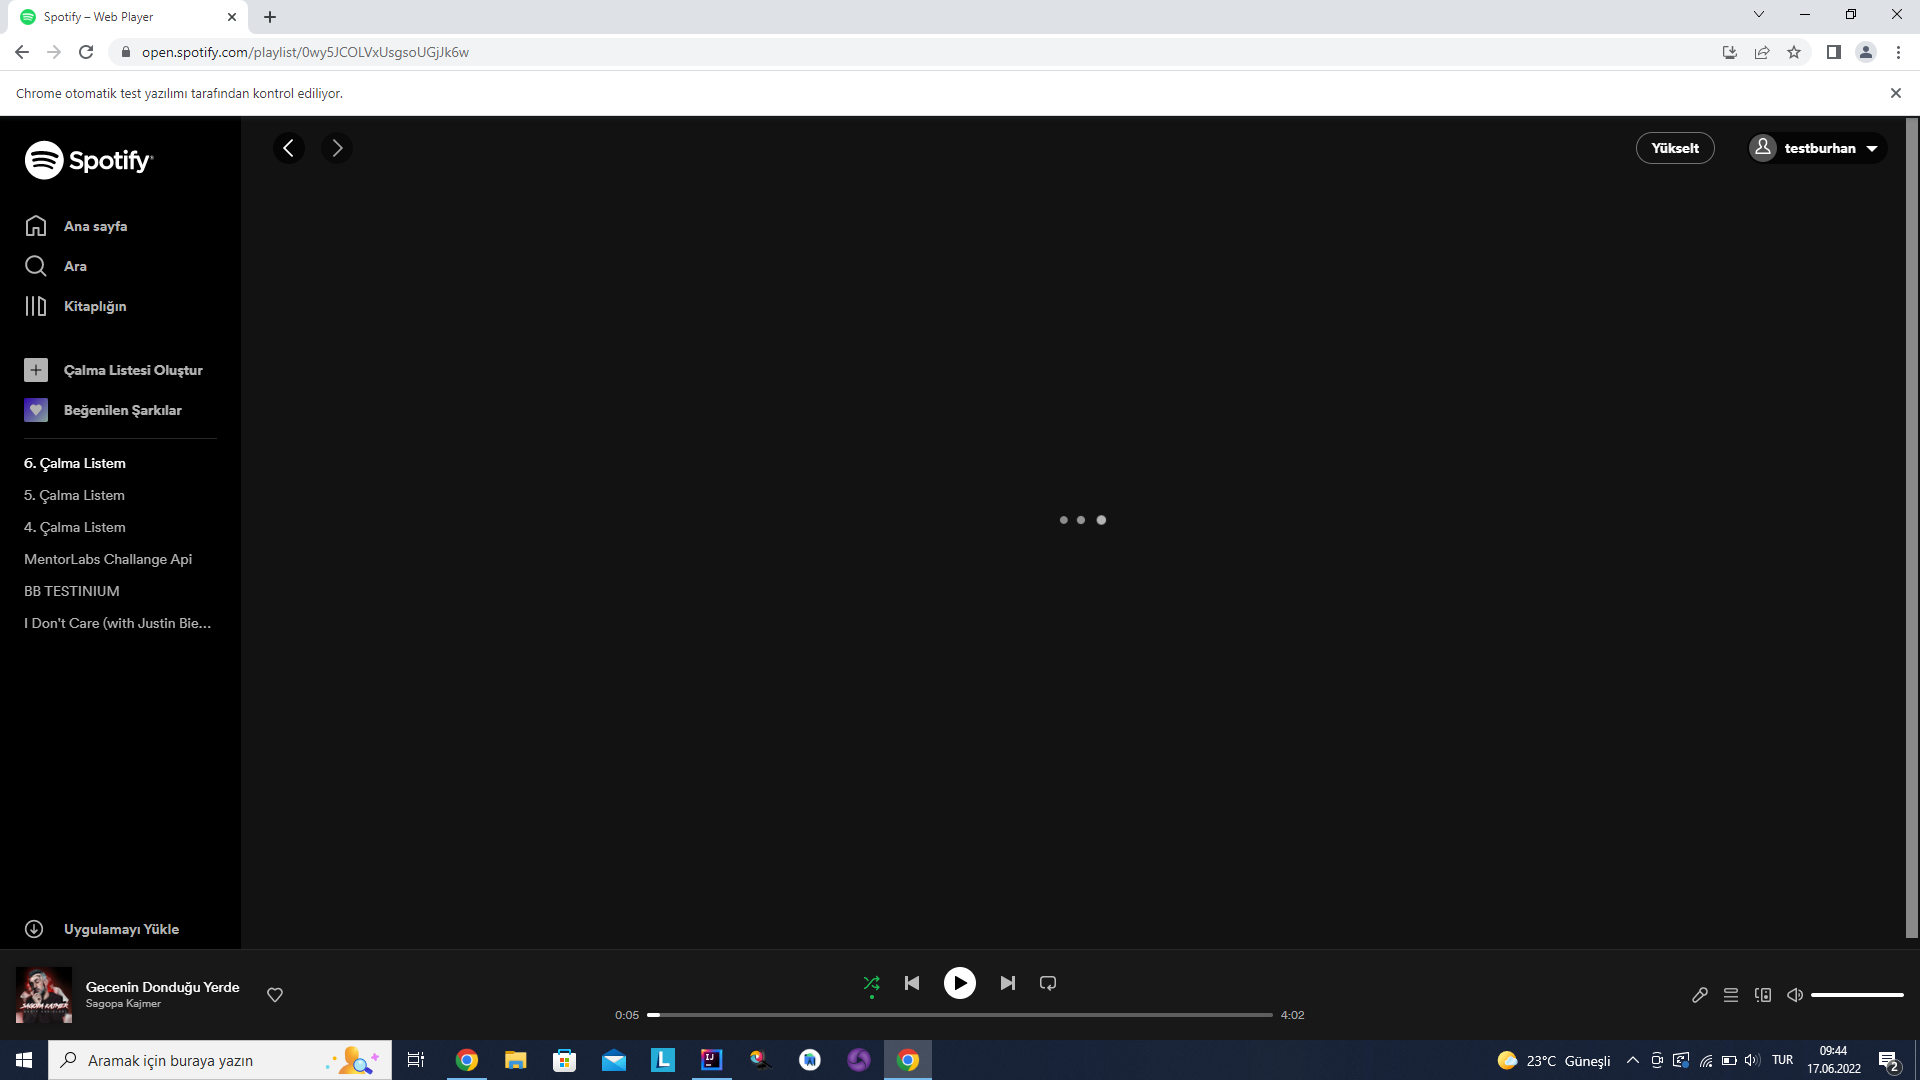 Spotify – Web Player
open.spotify.com/playlist/0wy5JCOLVxUsgsoUGjJk6w
Chrome otomatik test yazılımı tarafından kontrol ediliyor.
Spotify
Yükselt
testburhan
Ana sayfa
Ara
Kitaplığın
Çalma Listesi Oluştur
Beğenilen Şarkılar
6. Çalma Listem
5. Çalma Listem
4. Çalma Listem
MentorLabs Challange Api
BB TESTINIUM
I Don't Care (with Justin Bie...
Uygulamayı Yükle
SAGOPA KAJMER
Gecenin Donduğu Yerde
Sagopa Kajmer
0:05
4:02
Aramak için buraya yazın
L
IJ
23°C Güneşli
TUR
09:44
17.06.2022
2